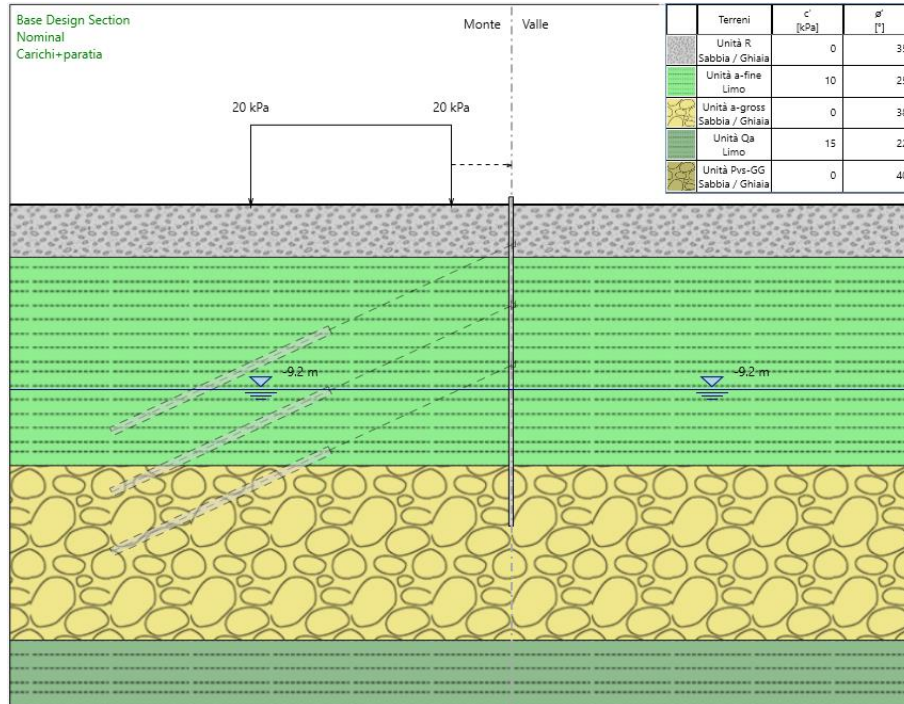 Base Design Section
Nominal
Carichi+paratia
Monte Valle
20 kPa 20 kPa
Terreni c' ø'
[kPa] [°]
Unità R
Sabbia / Ghiaia 0 35
Unità a-fine
Limo 10 25
Unità a-gross
Sabbia / Ghiaia 0 38
Unità Qa
Limo 15 22
Unità Pvs-GG
Sabbia / Ghiaia 0 40
-9.2 m -9.2 m